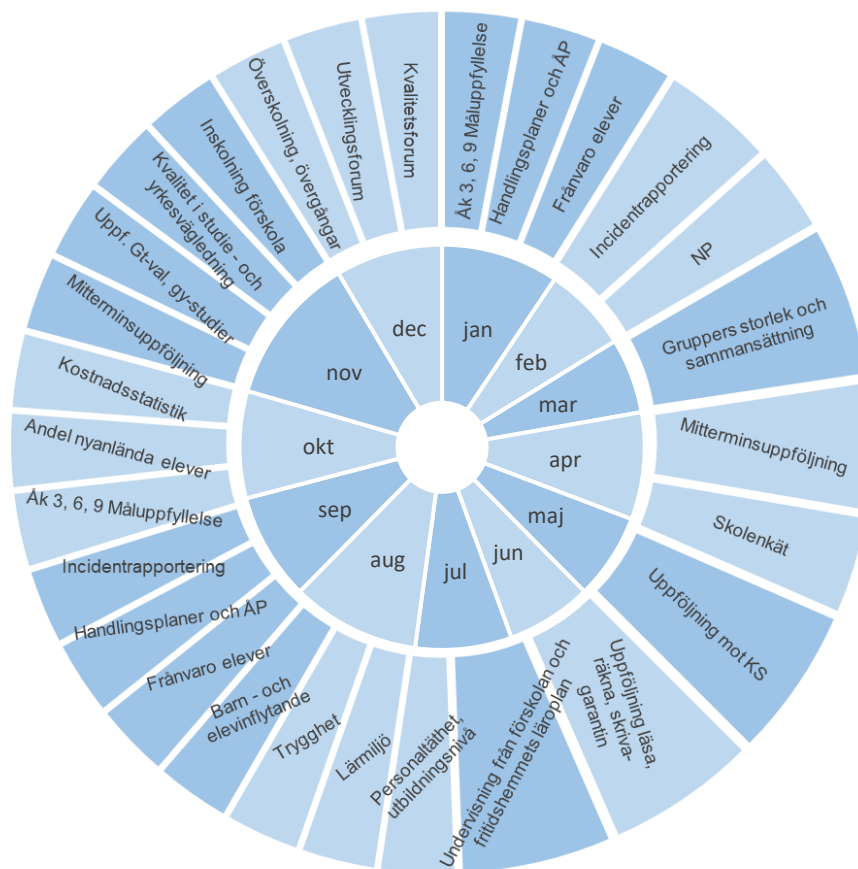 Åk 3, 6, 9 Måluppfyllelse
Handlingsplaner och ÅP
Frånvaro elever
Incidentrapportering
NP
Gruppers storlek och
sammansättning
Mitterminsuppföljning
Skolenkät
Uppföljning mot KS
Uppföljning läsa,
räkna, skriva-
garantin
Undervisning från förskolan och
fritidshemmets läroplan
Personaltäthet,
utbildningsnivå
Lärmiljö
Trygghet
Barn - och
elevinflytande
Frånvaro elever
Handlingsplaner och ÅP
Incidentrapportering
Åk 3, 6, 9 Måluppfyllelse
Andel nyanlända elever
Kostnadsstatistik
Mitterminsuppföljning
Uppf. Gt-val, gy-studier
Kvalitet i studie - och
yrkesvägledning
Inskolning förskola
Överskolning, övergångar
Utvecklingsforum
Kvalitetsforum
jan
feb
mar
apr
maj
jun
jul
aug
sep
okt
nov
dec